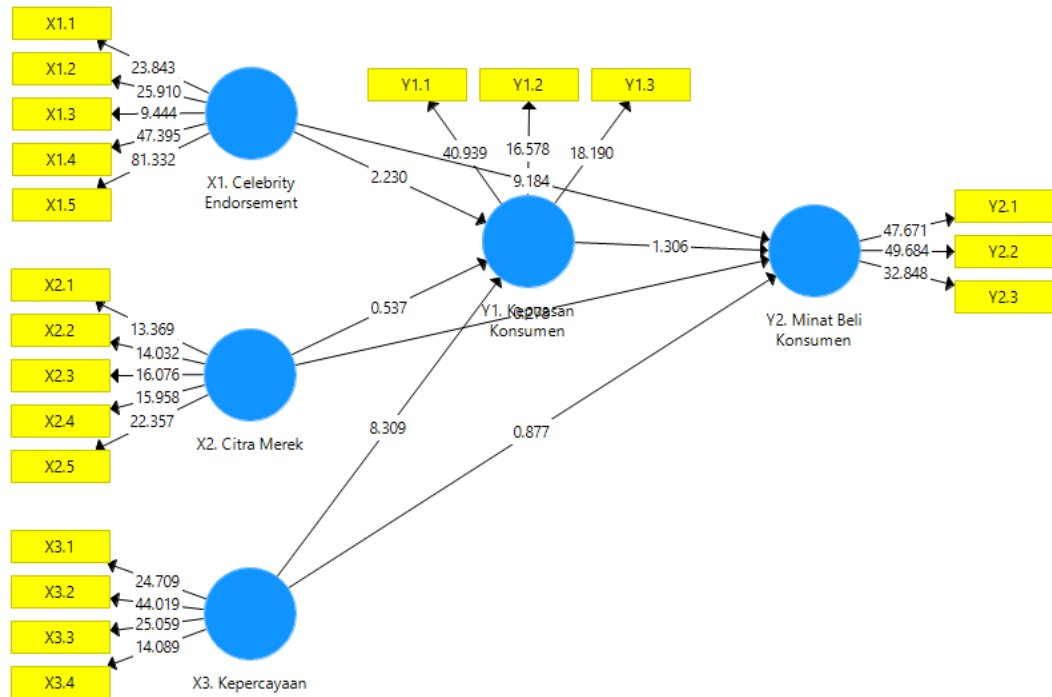 X1.1
X1.2
X1.3
X1.4
X1.5
23.843
25.910
9.444
47.395
81.332
X1. Celebrity
Endorsement
Y1.1
Y1.2
Y1.3
40.939
16.578
18.190
2.230
9.184
X2.1
X2.2
X2.3
X2.4
X2.5
13.369
14.032
16.076
15.958
22.357
X2. Citra Merek
0.537
Y1. Kepuasan
Konsumen
1.306
Y2. Minat Beli
Konsumen
47.671
49.684
32.848
Y2.1
Y2.2
Y2.3
8.309
0.877
X3.1
X3.2
X3.3
X3.4
24.709
44.019
25.059
14.089
X3. Kepercayaan